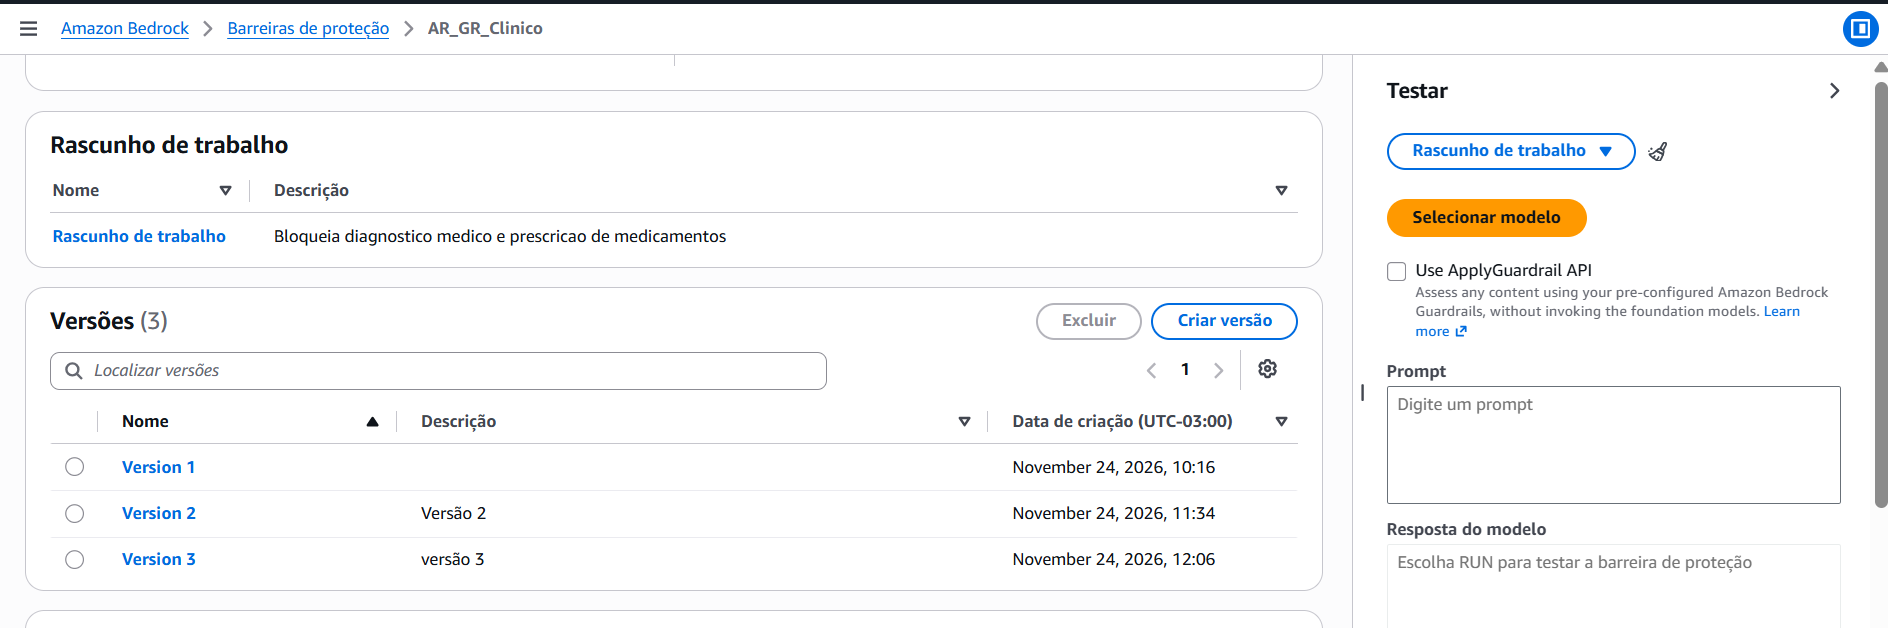 Amazon Bedrock
Barreiras de proteção
AR_GR_Clinico
Rascunho de trabalho
Nome
Descrição
Rascunho de trabalho
Bloqueia diagnostico medico e prescricao de medicamentos
Versões (3)
Excluir
Criar versão
Localizar versões
1
Nome
Descrição
Data de criação (UTC-03:00)
Version 1
November 24, 2026, 10:16
Version 2
Versão 2
November 24, 2026, 11:34
Version 3
versão 3
November 24, 2026, 12:06
Testar
Rascunho de trabalho
Selecionar modelo
Use ApplyGuardrail API
Assess any content using your pre-configured Amazon Bedrock
Guardrails, without invoking the foundation models. Learn
more
Prompt
Digite um prompt
Resposta do modelo
Escolha RUN para testar a barreira de proteção